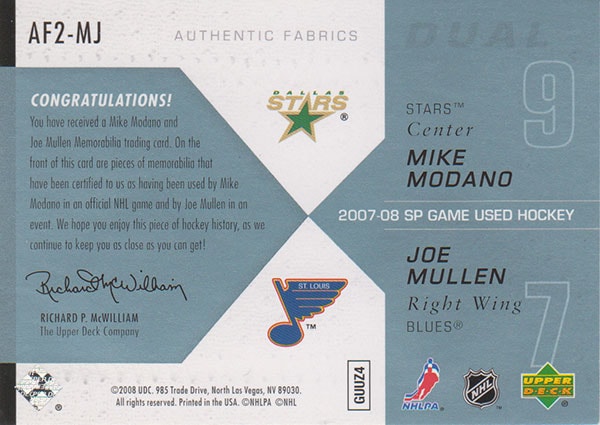 AF2-MJ
AUTHENTIC FABRICS
DUAL
CONGRATULATIONS!
You have received a Mike Modano and
Joe Mullen Memorabilia trading card. On the
front of this card are pieces of memorabilia that
have been certified to us as having been used by Mike
Modano in an official NHL game and by Joe Mullen in an
event. We hope you enjoy this piece of hockey history, as we
continue to keep you as close as you can get!
Richard P. McWilliam
RICHARD P. McWILLIAM
The Upper Deck Company
DALLAS
STARS
®
9
STARS™
Center
MIKE
MODANO
2007-08 SP GAME USED HOCKEY
JOE
MULLEN
Right Wing
BLUES®
7
ST. LOUIS
TM
©2008 UDC. 985 Trade Drive, North Las Vegas, NV 89030.
All rights reserved. Printed in the USA. ©NHLPA ©NHL
GUUZ4
NHLPA
NHL
UPPER
DECK